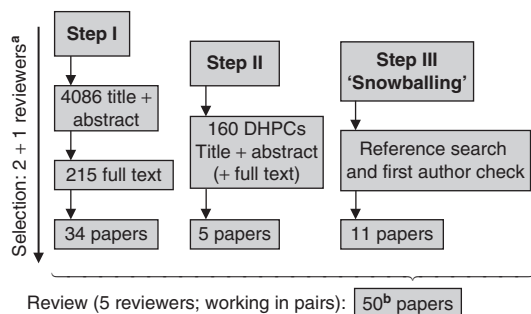 Selection: 2 + 1 reviewersᵃ
Step I
4086 title +
abstract
215 full text
34 papers
Step II
160 DHPCs
Title + abstract
(+ full text)
5 papers
Step III
‘Snowballing’
Reference search
and first author check
11 papers
Review (5 reviewers; working in pairs): 50ᵇ papers